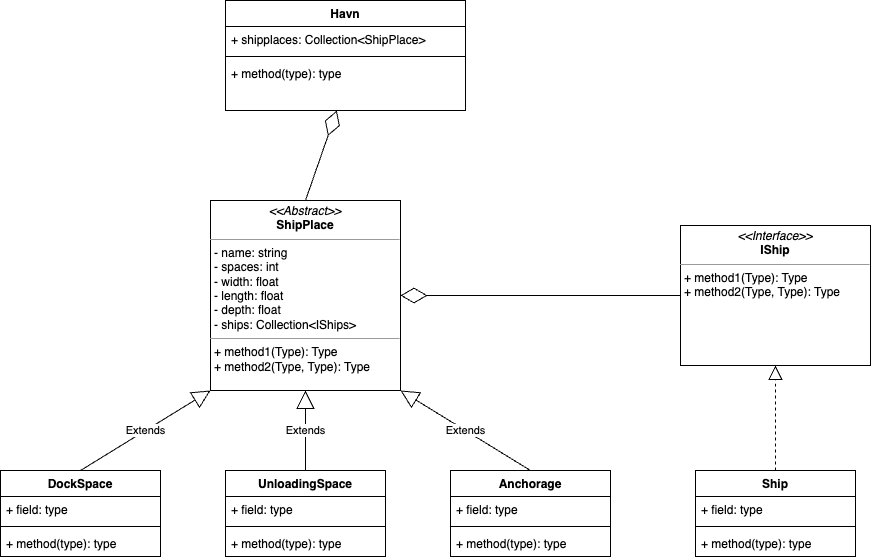 Havn
+ shipplaces: Collection<ShipPlace>
+ method(type): type
<<Abstract>>
ShipPlace
- name: string
- spaces: int
- width: float
- length: float
- depth: float
- ships: Collection<IShips>
+ method1(Type): Type
+ method2(Type, Type): Type
<<Interface>>
IShip
+ method1(Type): Type
+ method2(Type, Type): Type
Extends
Extends
Extends
DockSpace
+ field: type
+ method(type): type
UnloadingSpace
+ field: type
+ method(type): type
Anchorage
+ field: type
+ method(type): type
Ship
+ field: type
+ method(type): type